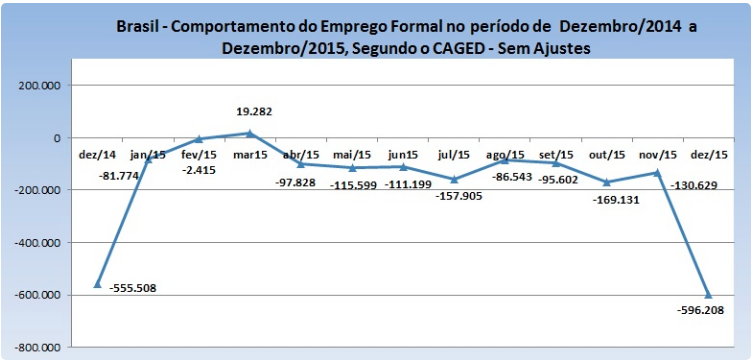 Brasil - Comportamento do Emprego Formal no período de Dezembro/2014 a
Dezembro/2015, Segundo o CAGED - Sem Ajustes
200.000
19.282
0
dez/14 jan/15 fev/15 mar15 abr/15 mai/15 jun15 jul/15 ago/15 set/15 out/15 nov/15 dez/15
-81.774 -2.415 -97.828 -115.599 -111.199 -157.905 -86.543 -95.602 -169.131 -130.629
-200.000
-400.000
-555.508
-600.000
-596.208
-800.000